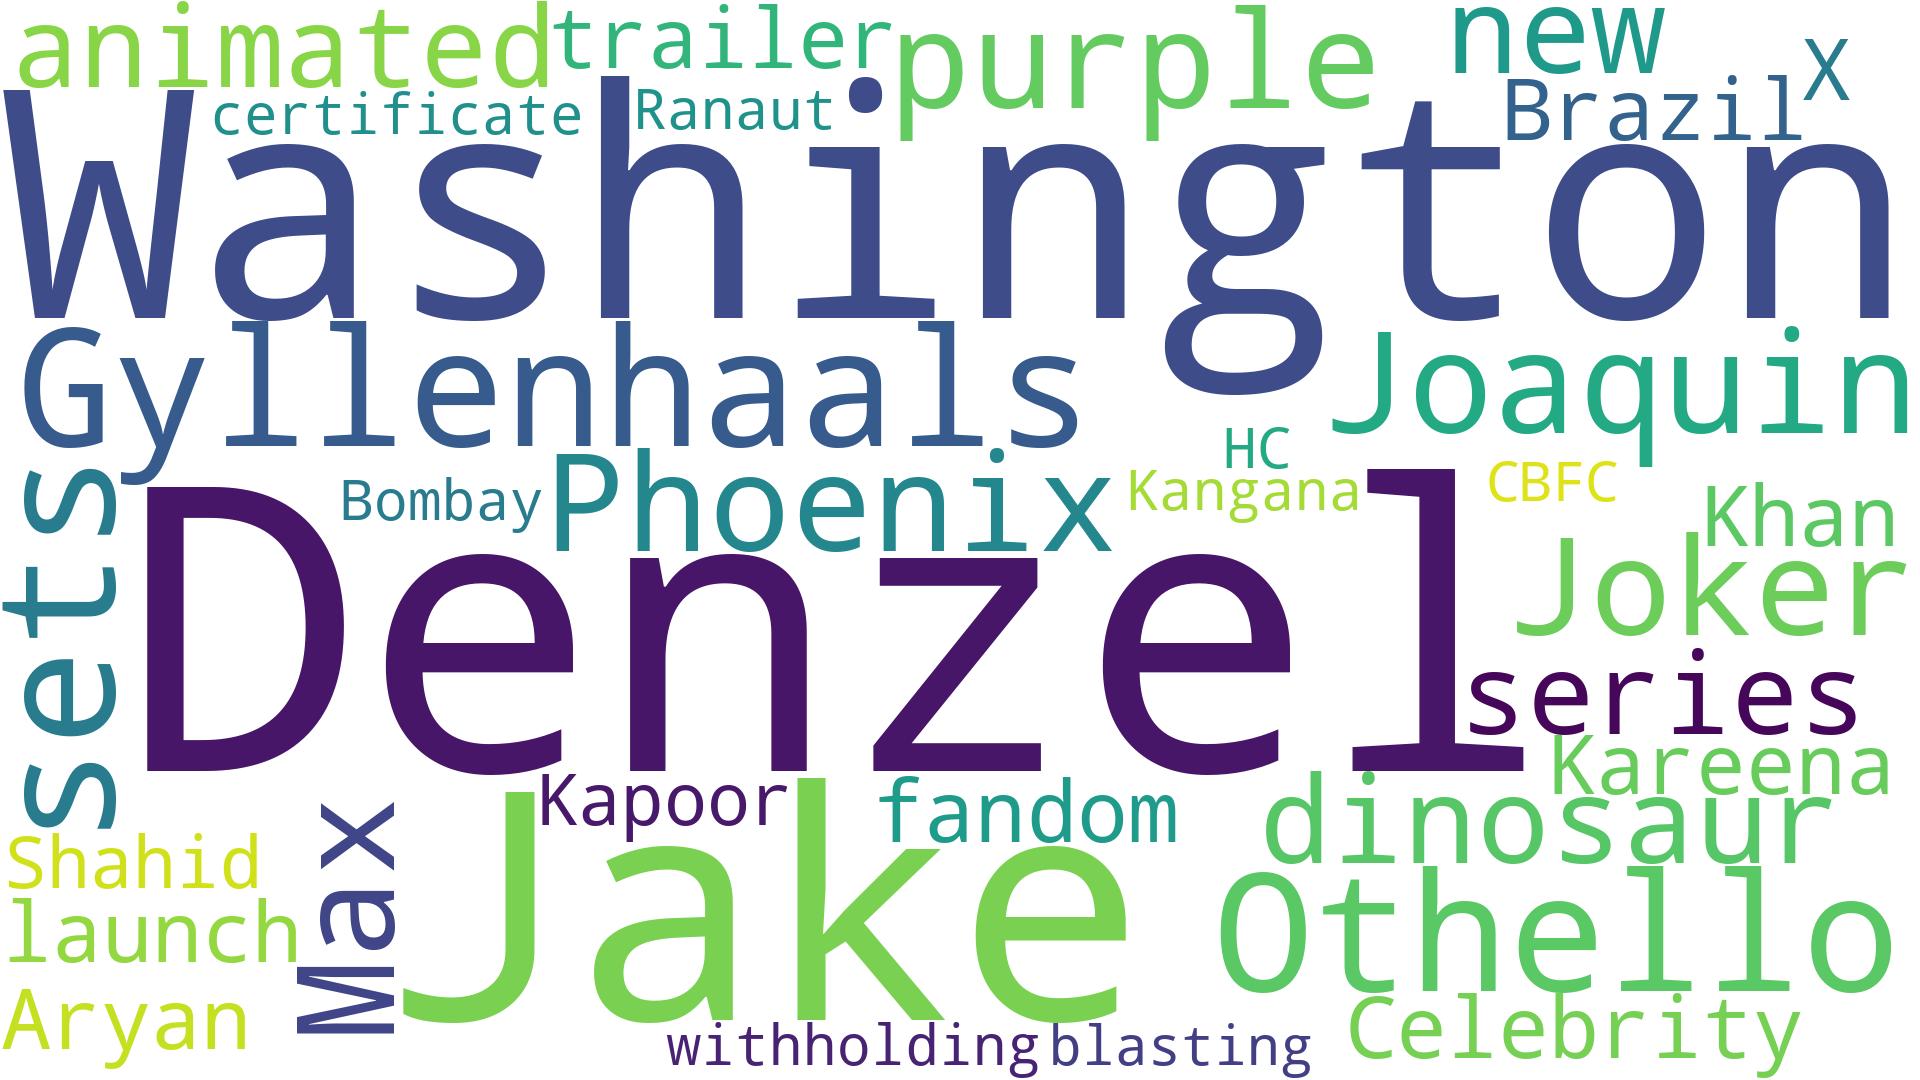 animated
trailer
purple
new
X
Brazil
certificate
Ranaut
Washington
Gyllenhaals
Joaquin
HC
Phoenix
Kangana
CBFC
Bombay
Khan
sets
Denzel
Joker
series
Kareena
Kapoor
fandom
dinosaur
Shahid
Max
Jake
launch
Othello
Aryan
Celebrity
withholding
blasting